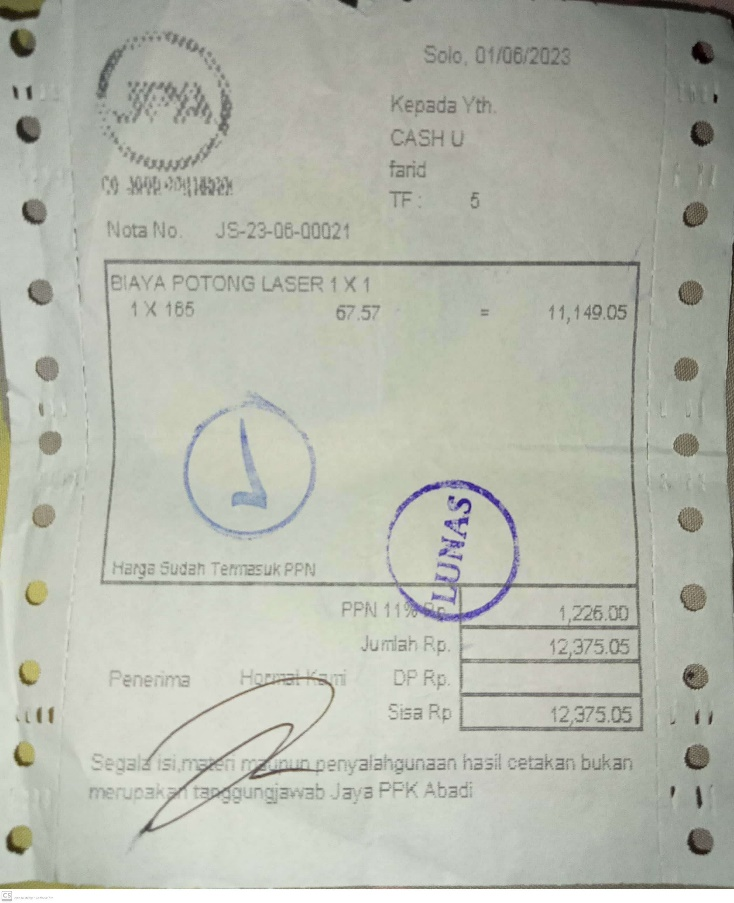 JPA
Solo, 01/06/2023
Kepada Yth.
CASH U
farid
TF : 5
Nota No. JS-23-06-00021
BIAYA POTONG LASER 1 X 1
1 X 165 67.57 = 11,149.05
LUNAS
Harga Sudah Termasuk PPN
PPN 11% Rp. 1,226.00
Jumlah Rp. 12,375.05
Penerima Hormat Kami DP Rp.
Sisa Rp 12,375.05
Segala isi,materi maupun penyalahgunaan hasil cetakan bukan
merupakan tanggungjawab Jaya PPK Abadi
CS